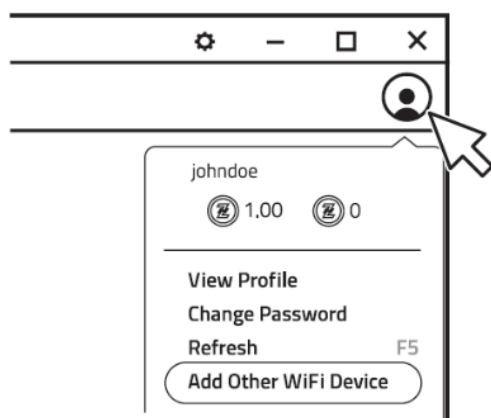 johndoe
1,00 0
View Profile
Change Password
Refresh F5
Add Other WiFi Device